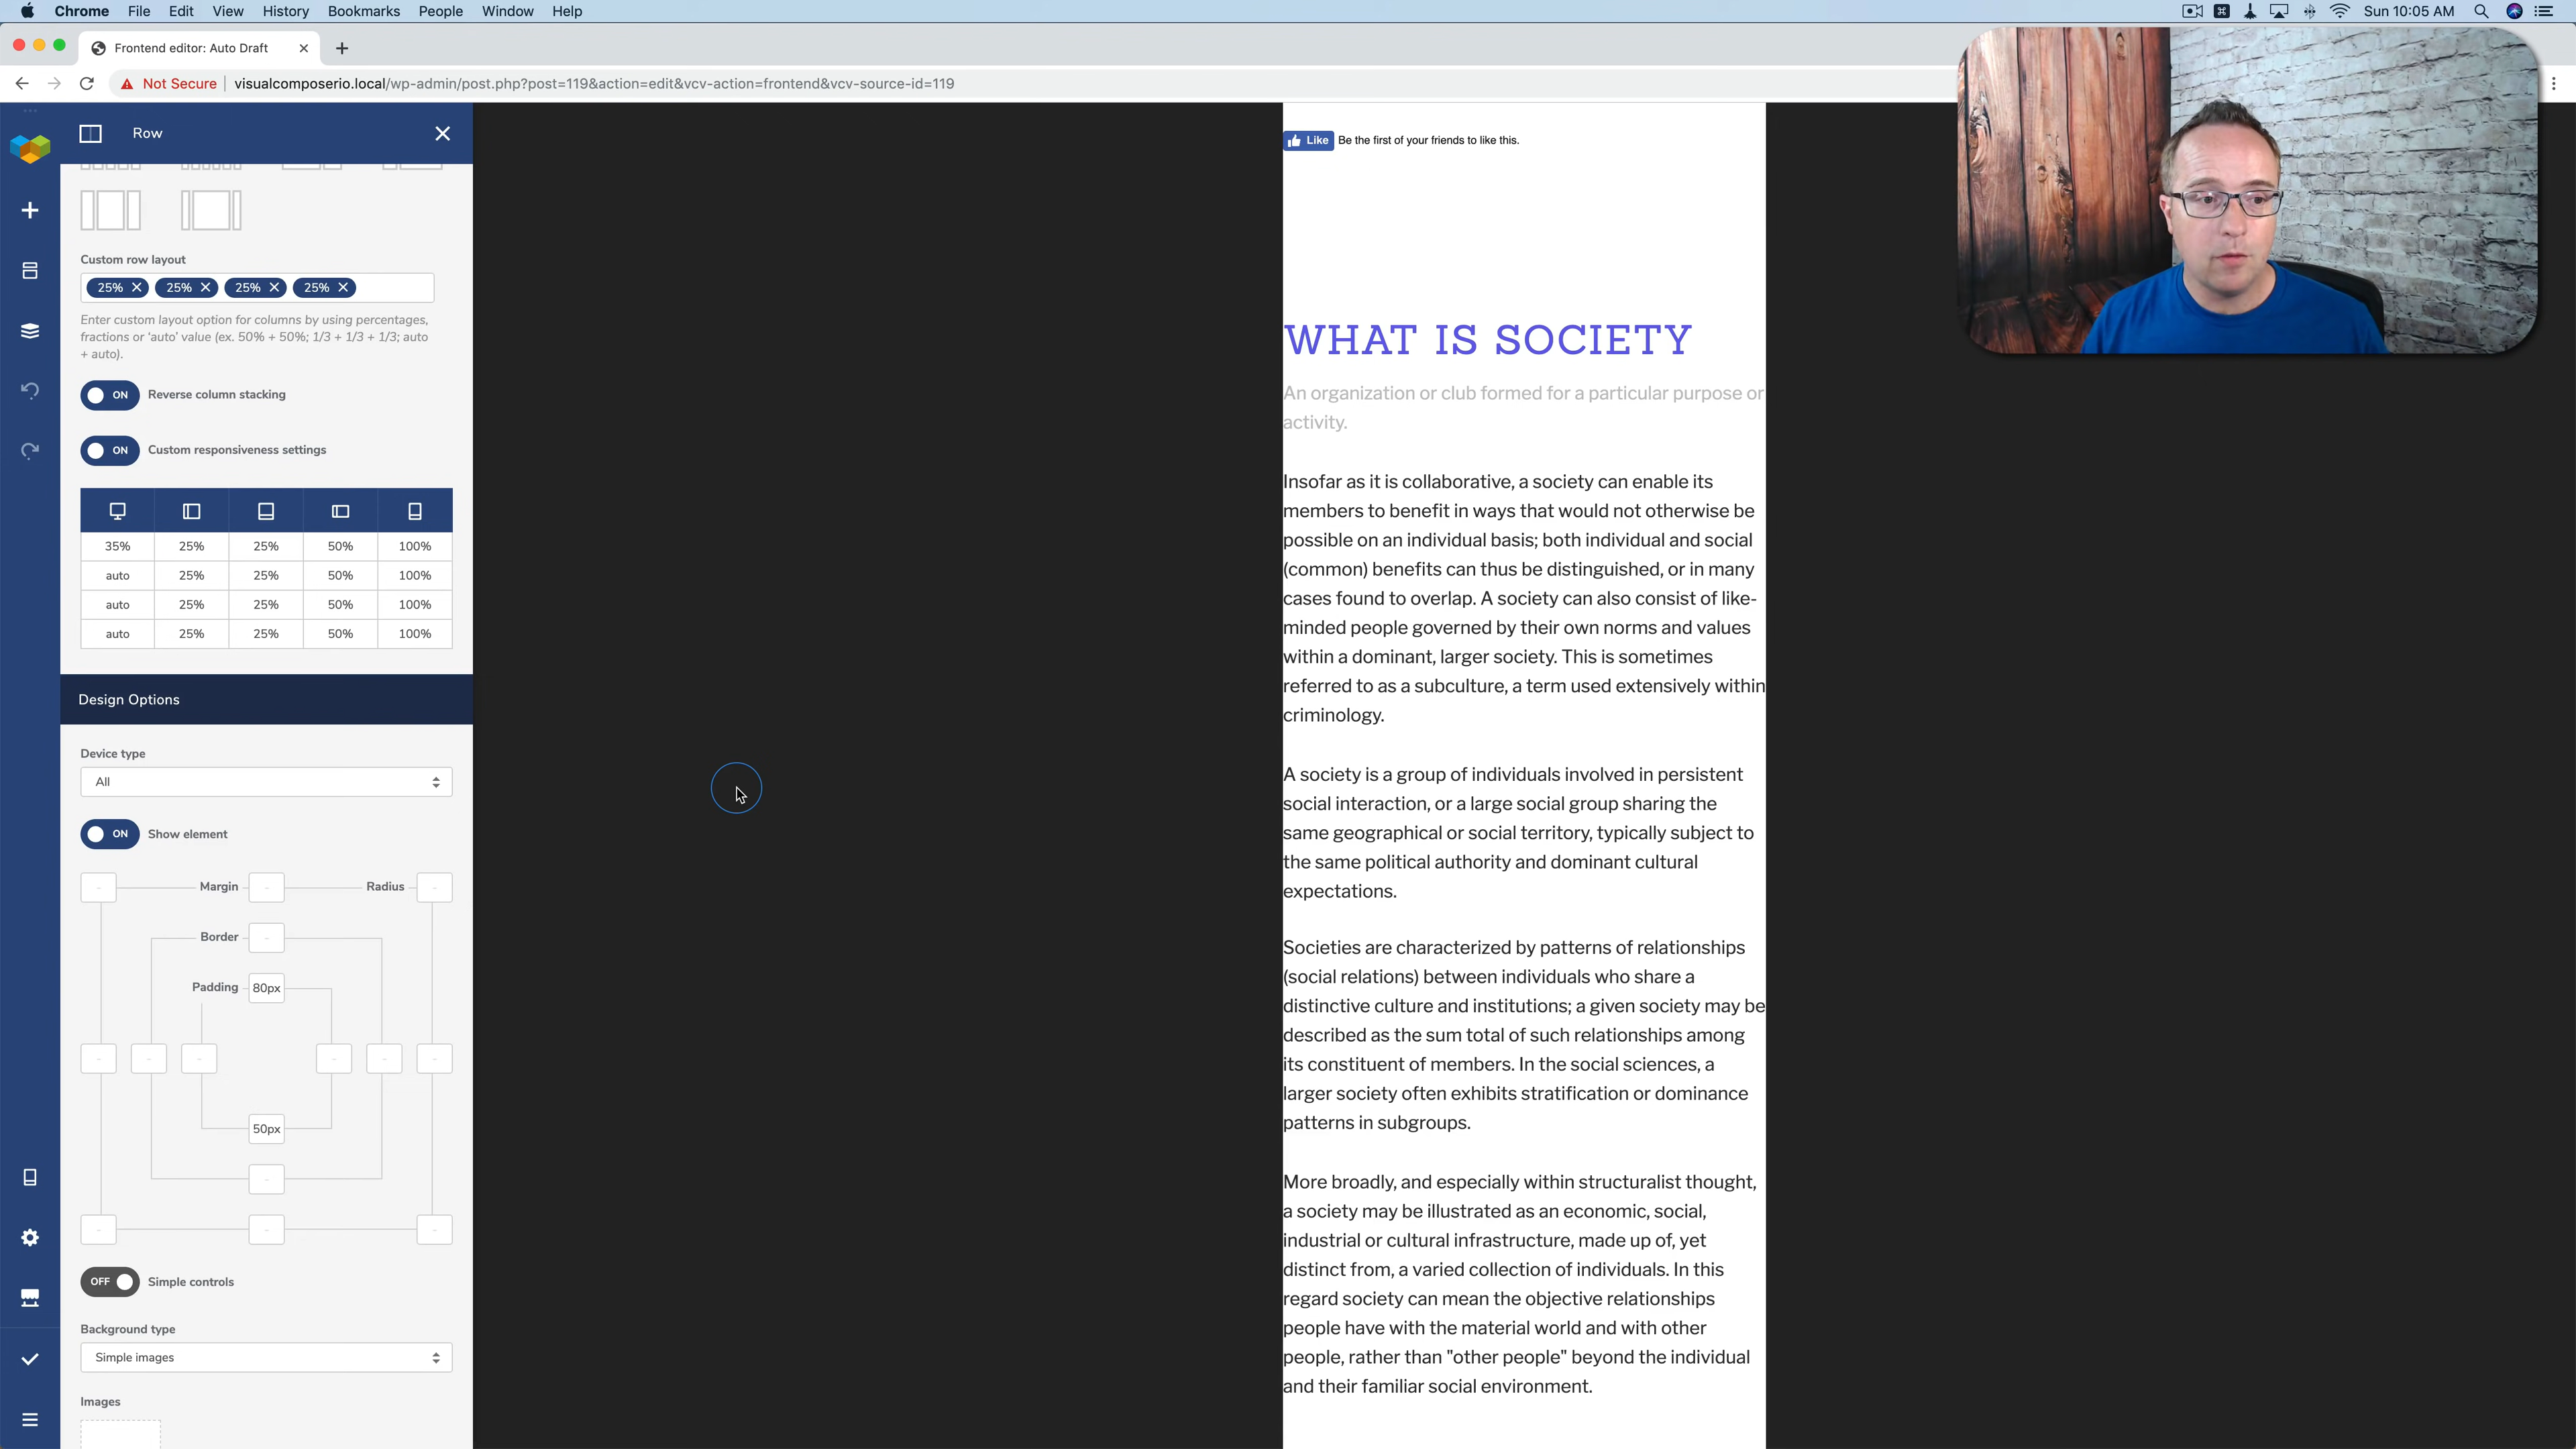 Chrome File Edit View History Bookmarks People Window Help Sun 10:05 AM
Frontend editor: Auto Draft
Not Secure visualcomposerio.local/wp-admin/post.php?post=119&action=edit&vcv-action=frontend&vcv-source-id=119
Row
Custom row layout
25% 25% 25% 25%
Enter custom layout option for columns by using percentages,
fractions or 'auto' value (ex. 50% + 50%; 1/3 + 1/3 + 1/3; auto
+ auto).
ON Reverse column stacking
ON Custom responsiveness settings
35% 25% 25% 50% 100%
auto 25% 25% 50% 100%
auto 25% 25% 50% 100%
auto 25% 25% 50% 100%
Design Options
Device type
All
ON Show element
Margin - Radius -
Border -
Padding 80px
50px
OFF Simple controls
Background type
Simple images
Images
Like Be the first of your friends to like this.
WHAT IS SOCIETY
An organization or club formed for a particular purpose or
activity.
Insofar as it is collaborative, a society can enable its
members to benefit in ways that would not otherwise be
possible on an individual basis; both individual and social
(common) benefits can thus be distinguished, or in many
cases found to overlap. A society can also consist of like-
minded people governed by their own norms and values
within a dominant, larger society. This is sometimes
referred to as a subculture, a term used extensively within
criminology.
A society is a group of individuals involved in persistent
social interaction, or a large social group sharing the
same geographical or social territory, typically subject to
the same political authority and dominant cultural
expectations.
Societies are characterized by patterns of relationships
(social relations) between individuals who share a
distinctive culture and institutions; a given society may be
described as the sum total of such relationships among
its constituent of members. In the social sciences, a
larger society often exhibits stratification or dominance
patterns in subgroups.
More broadly, and especially within structuralist thought,
a society may be illustrated as an economic, social,
industrial or cultural infrastructure, made up of, yet
distinct from, a varied collection of individuals. In this
regard society can mean the objective relationships
people have with the material world and with other
people, rather than "other people" beyond the individual
and their familiar social environment.